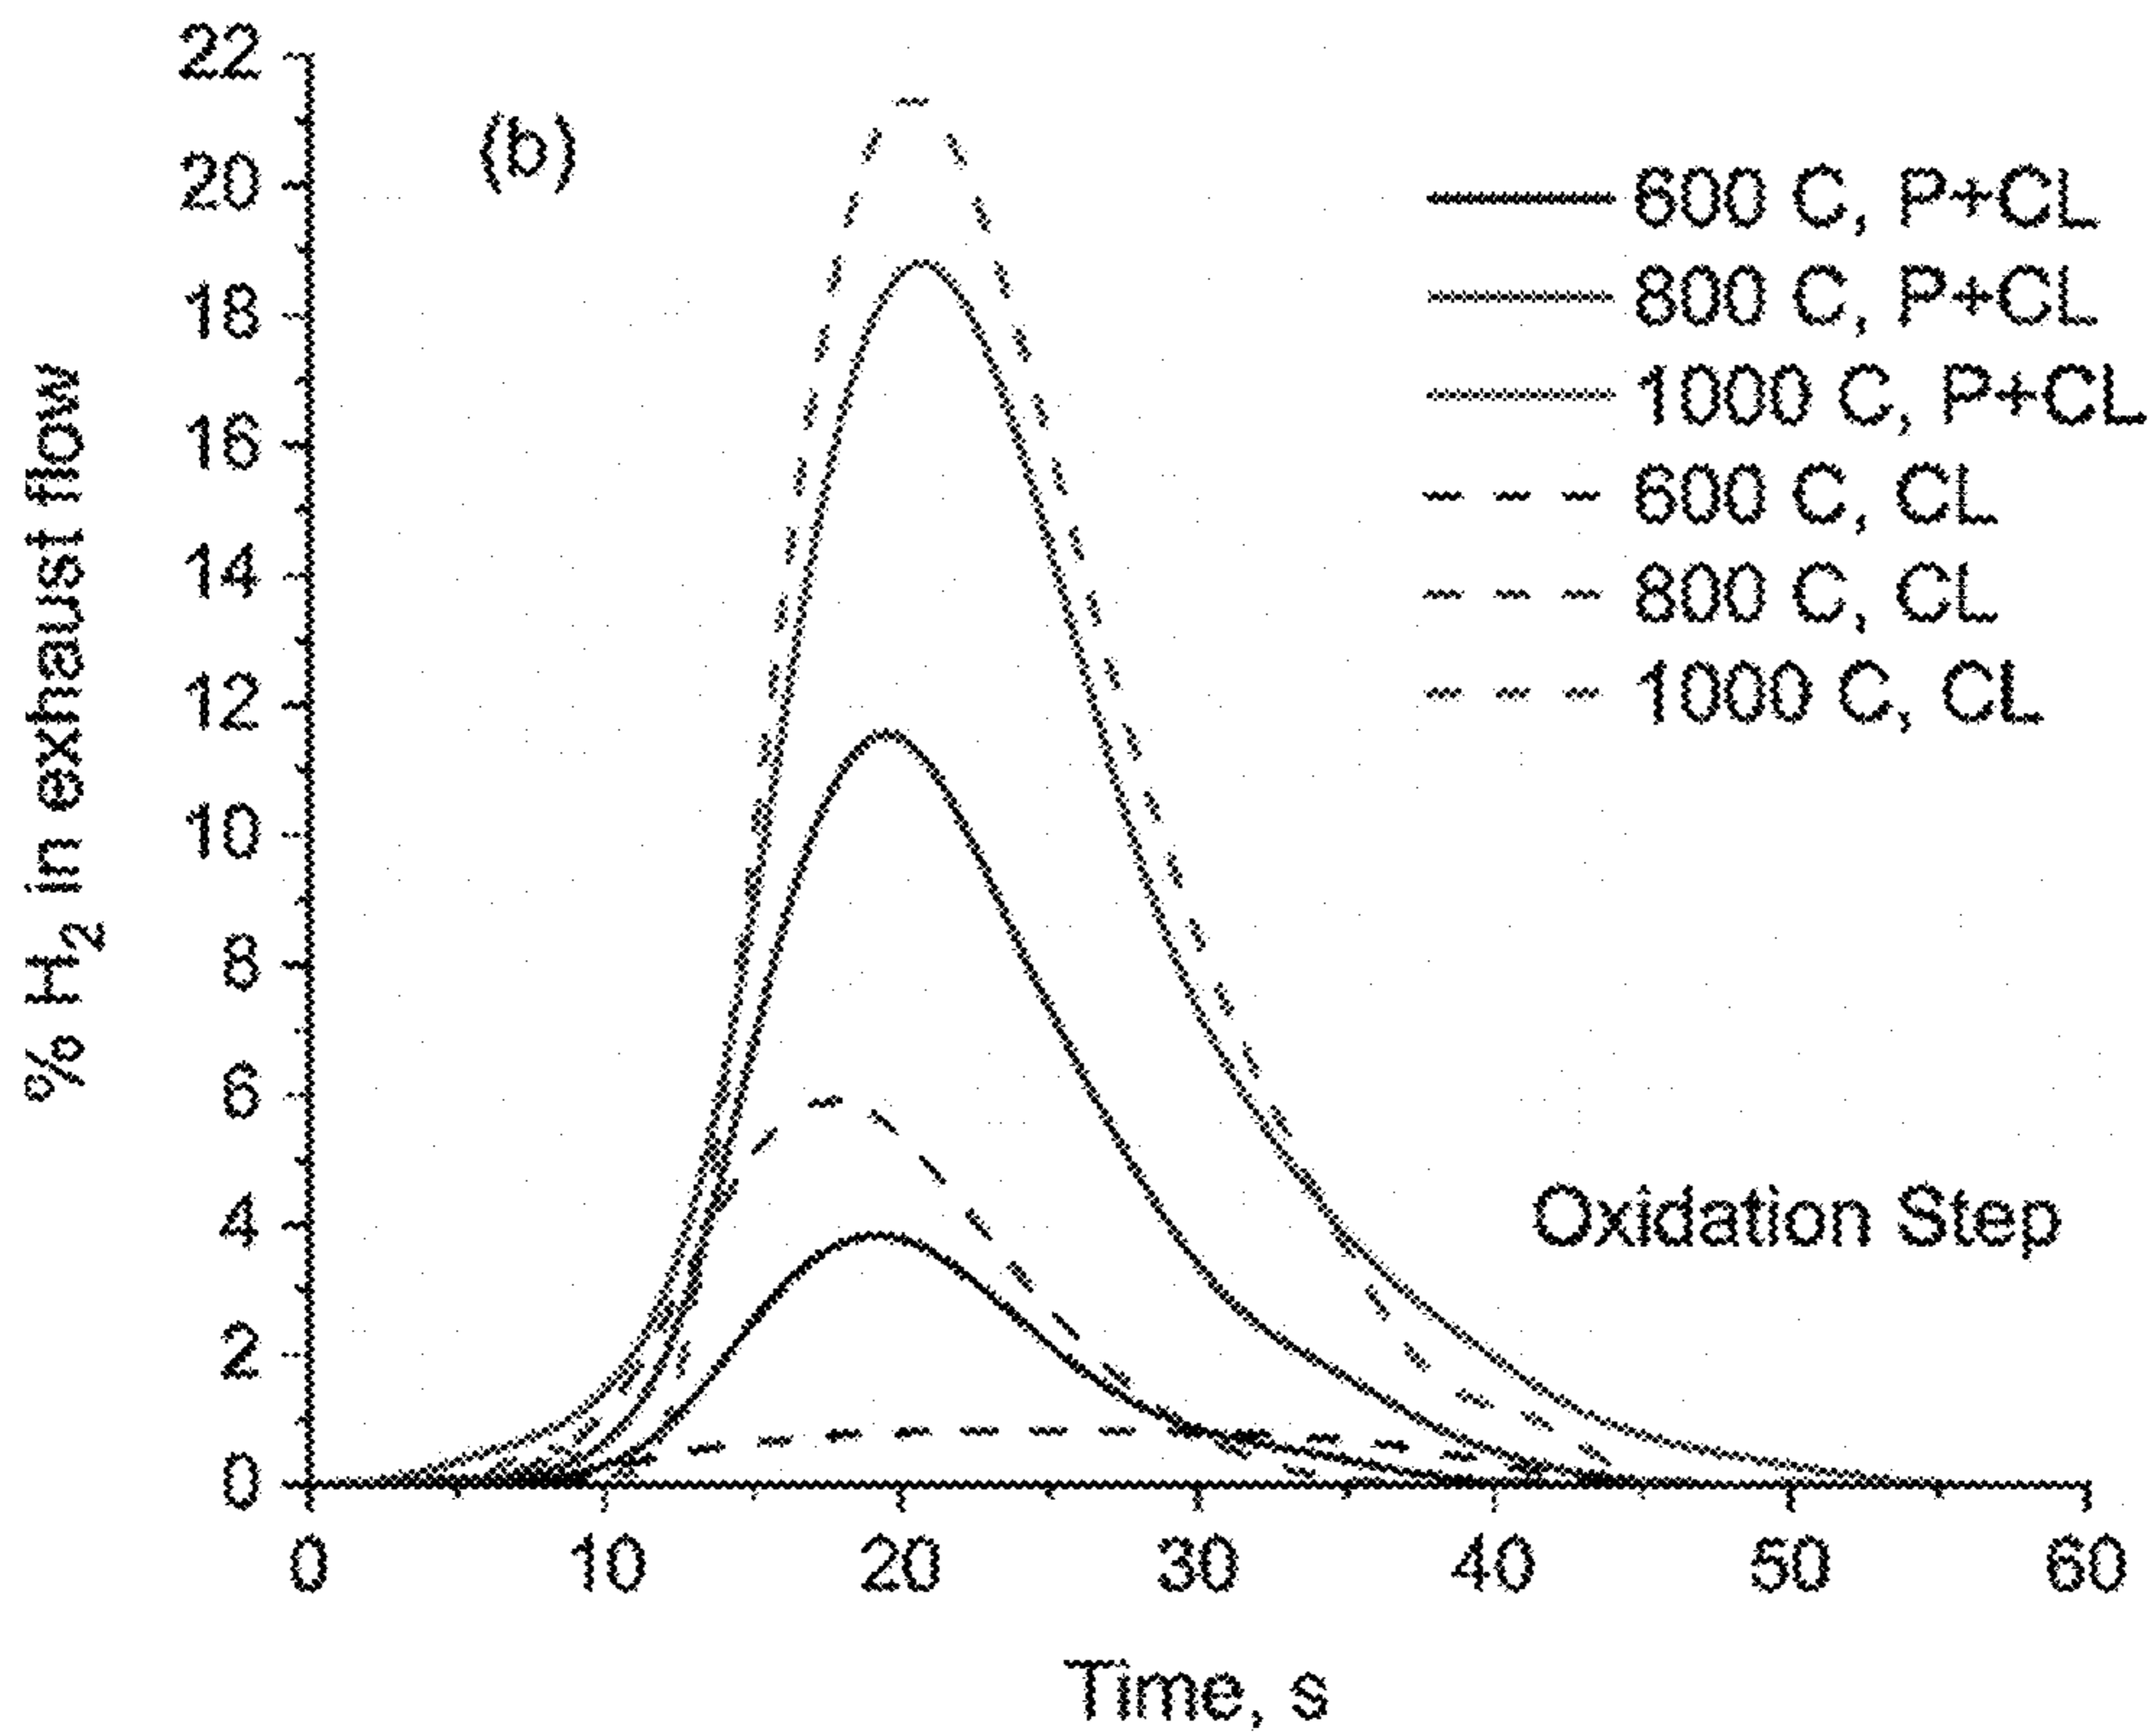 (b)
% H2 in exhaust flow
22
20
18
16
14
12
10
8
6
4
2
0
600 C, P+CL
800 C, P+CL
1000 C, P+CL
600 C, CL
800 C, CL
1000 C, CL
Oxidation Step
0 10 20 30 40 50 60
Time, s